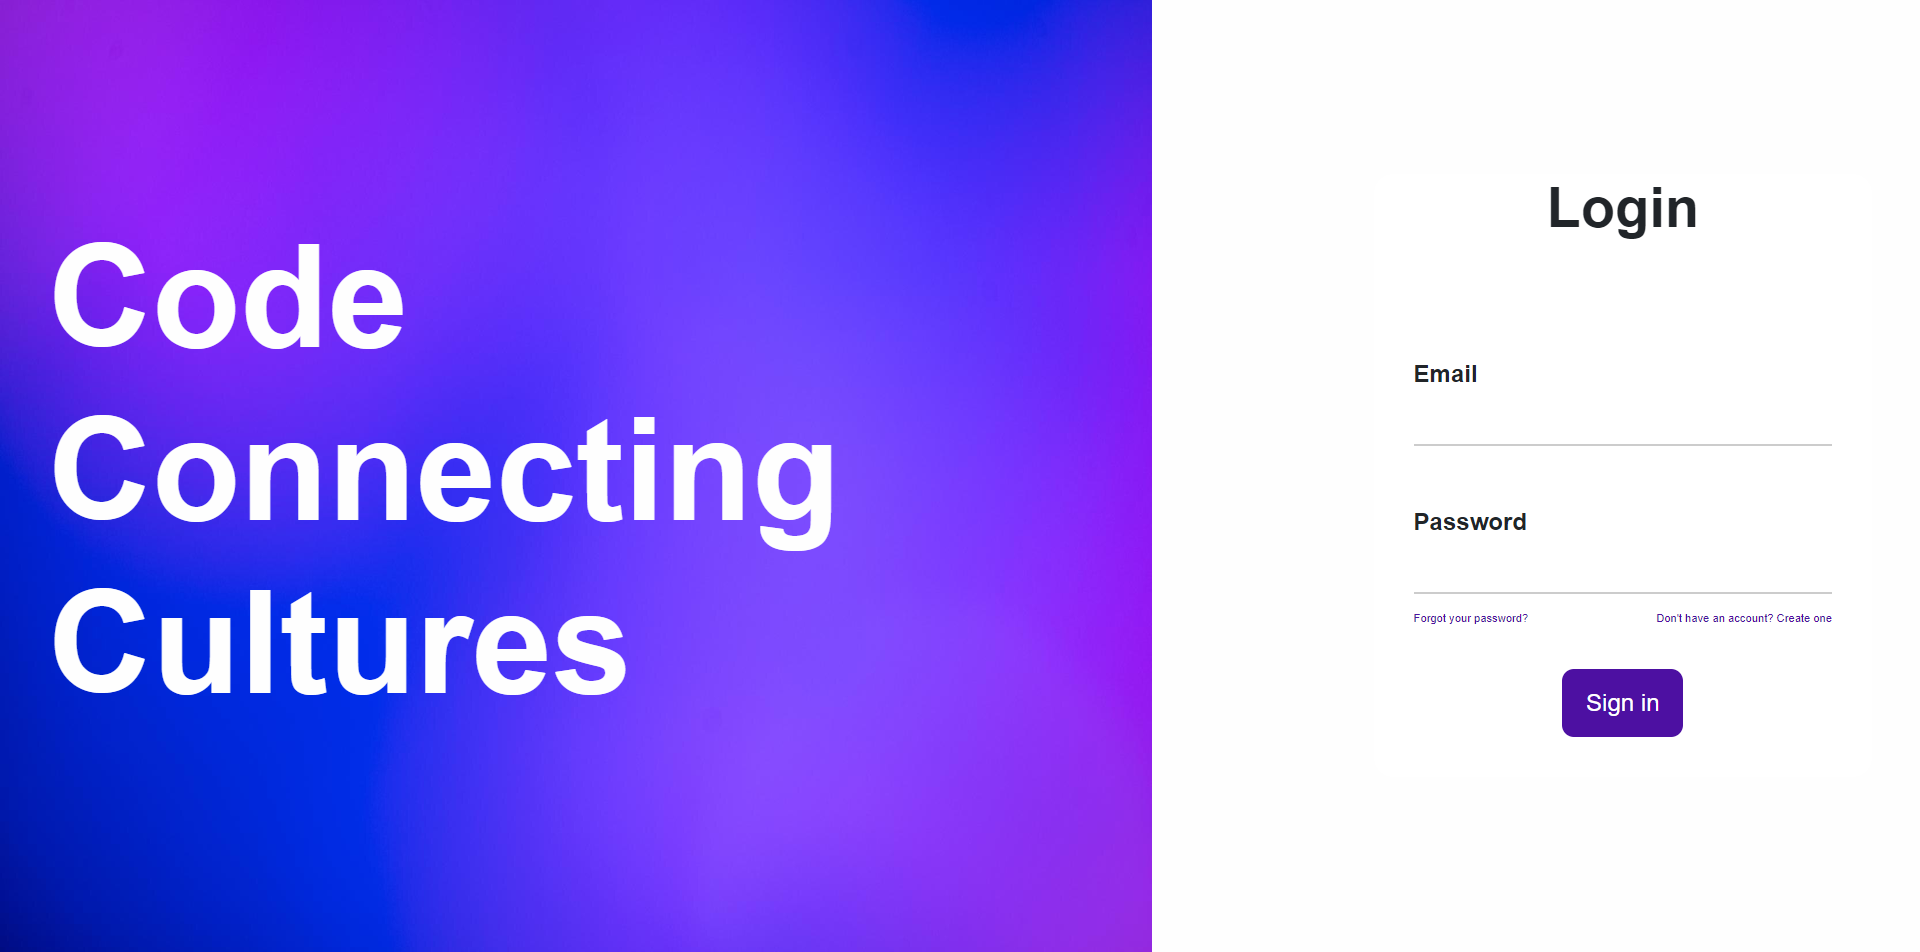 Code
Connecting
Cultures
Login
Email
Password
Forgot your password?
Don't have an account? Create one
Sign in